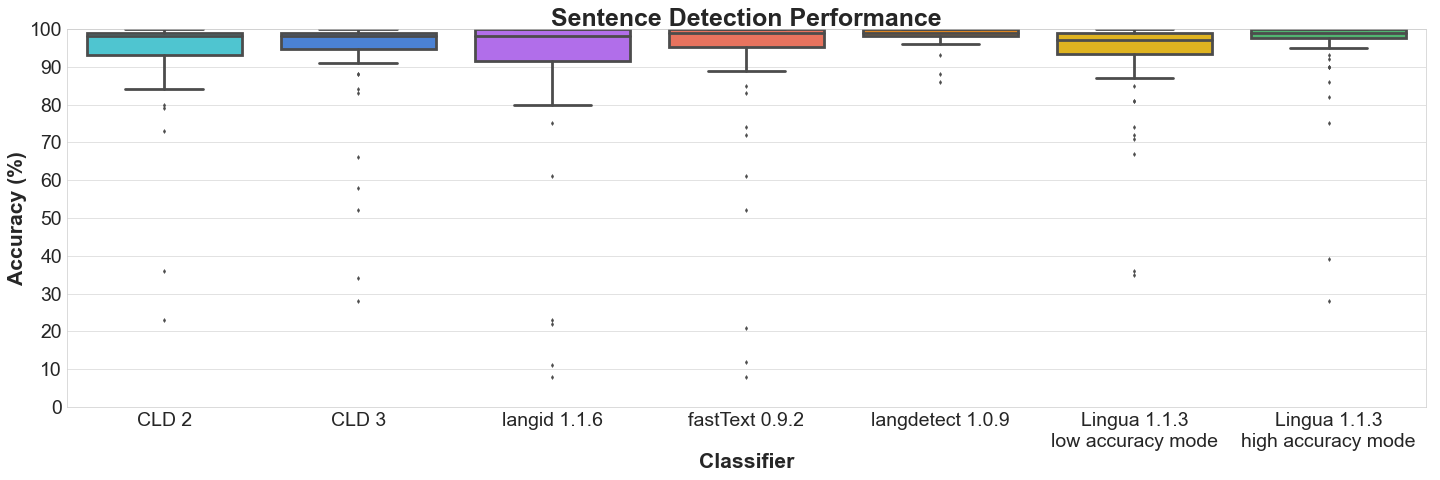 Sentence Detection Performance
100
90
80
70
60
50
40
30
20
10
0
Accuracy (%)
CLD 2
CLD 3
langid 1.1.6
fastText 0.9.2
langdetect 1.0.9
Lingua 1.1.3
low accuracy mode
Lingua 1.1.3
high accuracy mode
Classifier